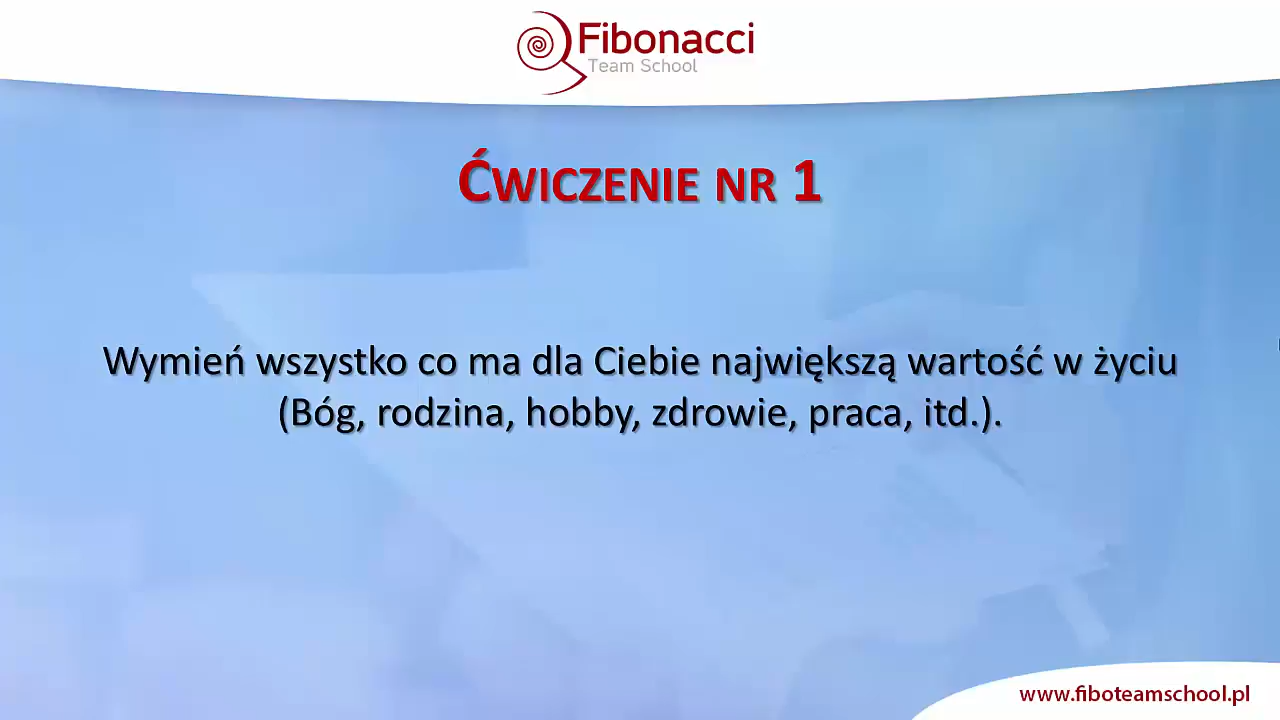 Fibonacci
Team School
Ćwiczenie nr 1
Wymień wszystko co ma dla Ciebie największą wartość w życiu
(Bóg, rodzina, hobby, zdrowie, praca, itd.).
www.fiboteamschool.pl